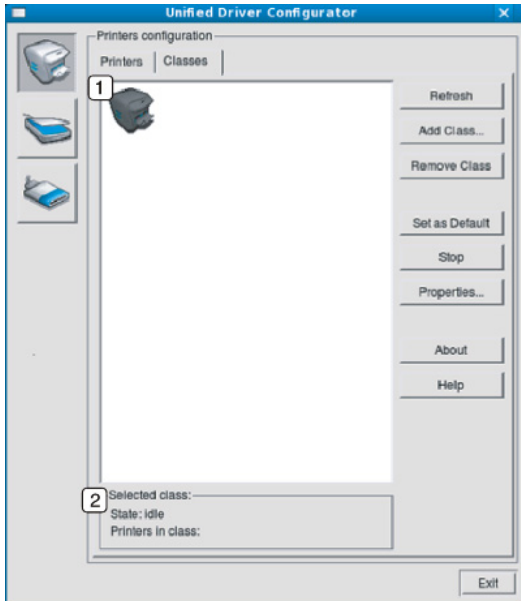 Unified Driver Configurator
Printers configuration
Printers Classes
1
Refresh
Add Class...
Remove Class
Set as Default
Stop
Properties...
About
Help
2
Selected class:
State: idle
Printers in class:
Exit